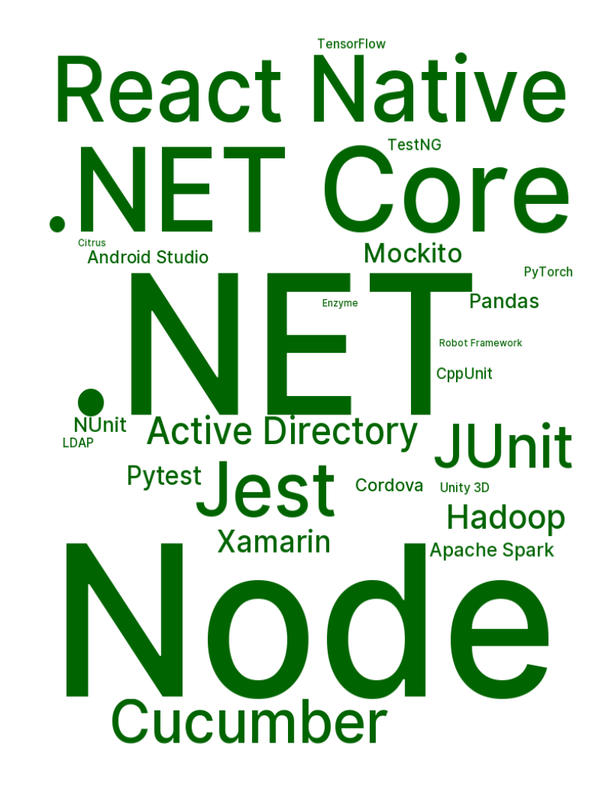 TensorFlow
React Native
TestNG
.NET Core
Citrus
Android Studio
Mockito
PyTorch
Enzyme
Pandas
.NET
Robot Framework
CppUnit
NUnit
Active Directory
LDAP
JUnit
Pytest
Jest
Cordova
Unity 3D
Hadoop
Xamarin
Apache Spark
Node
Cucumber